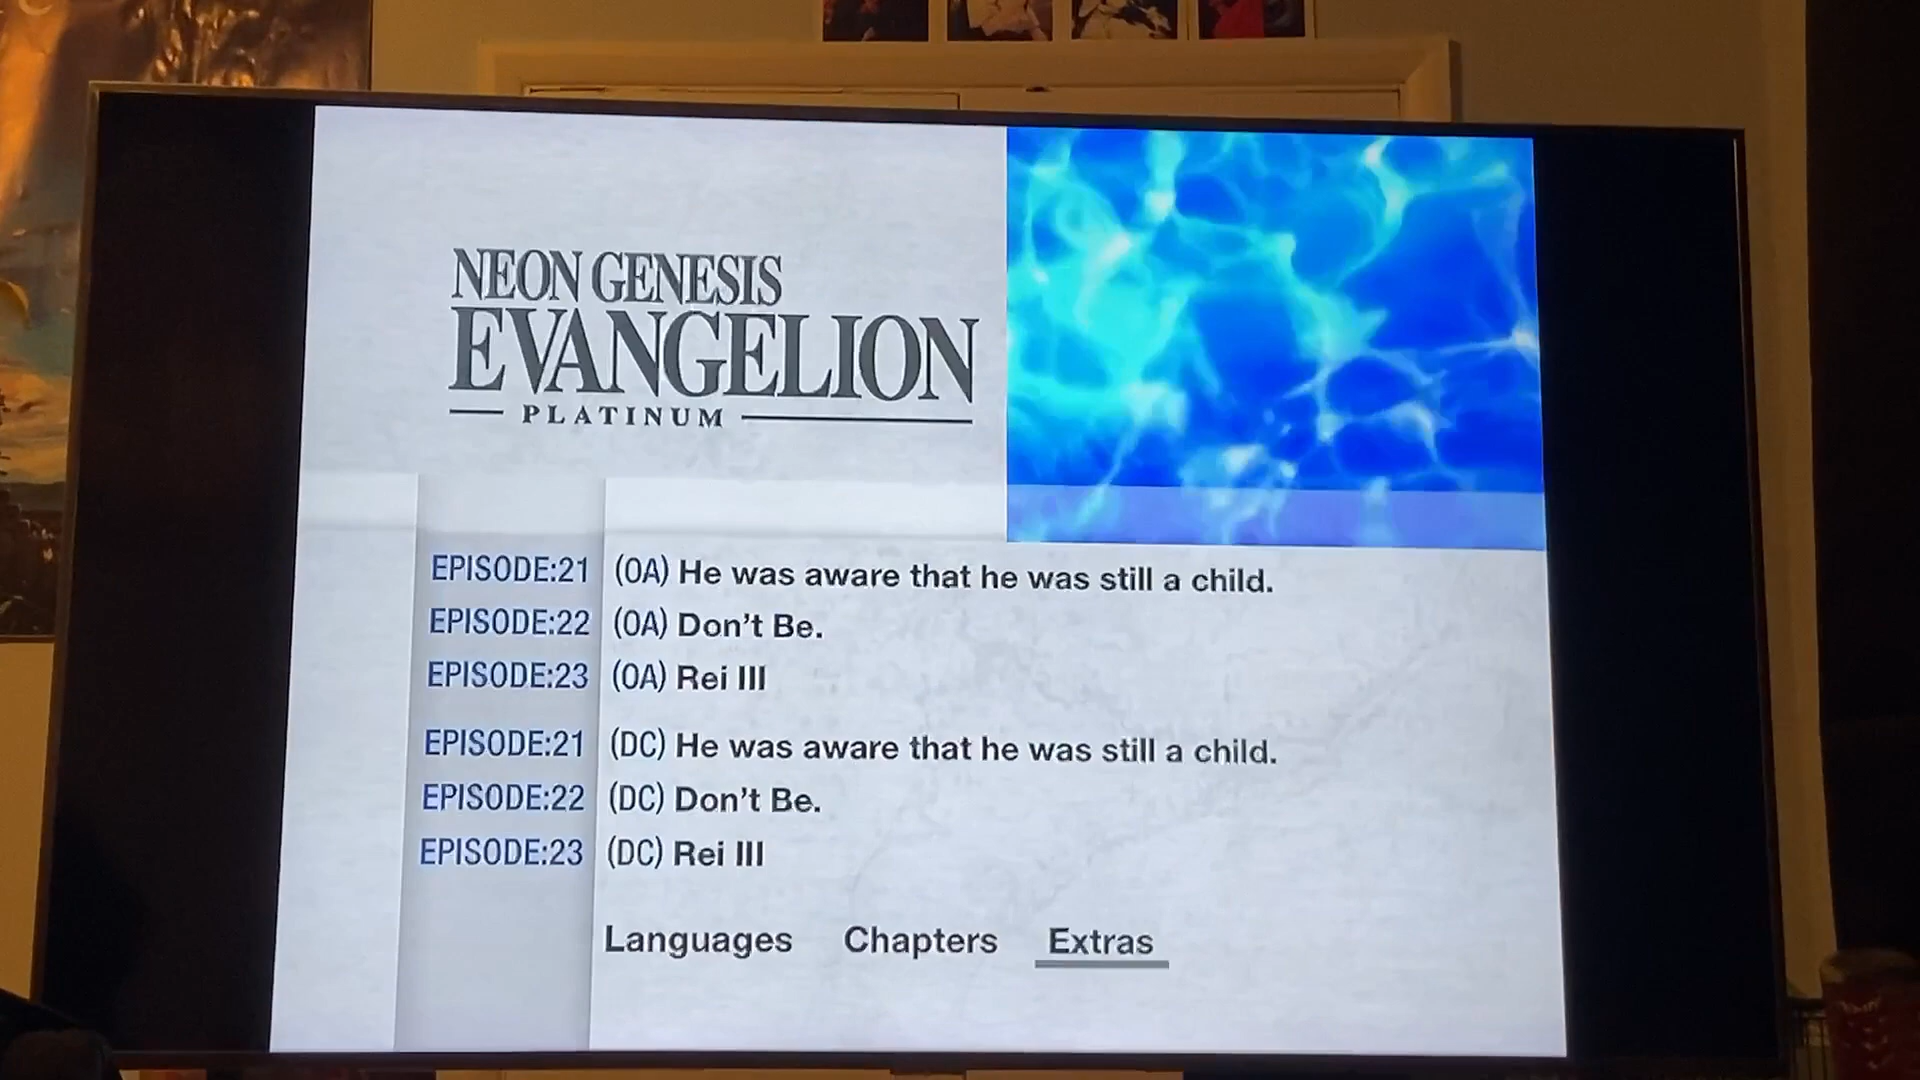 NEON GENESIS
EVANGELION
PLATINUM
EPISODE:21 (OA) He was aware that he was still a child.
EPISODE:22 (OA) Don't Be.
EPISODE:23 (OA) Rei III
EPISODE:21 (DC) He was aware that he was still a child.
EPISODE:22 (DC) Don't Be.
EPISODE:23 (DC) Rei III
Languages Chapters Extras